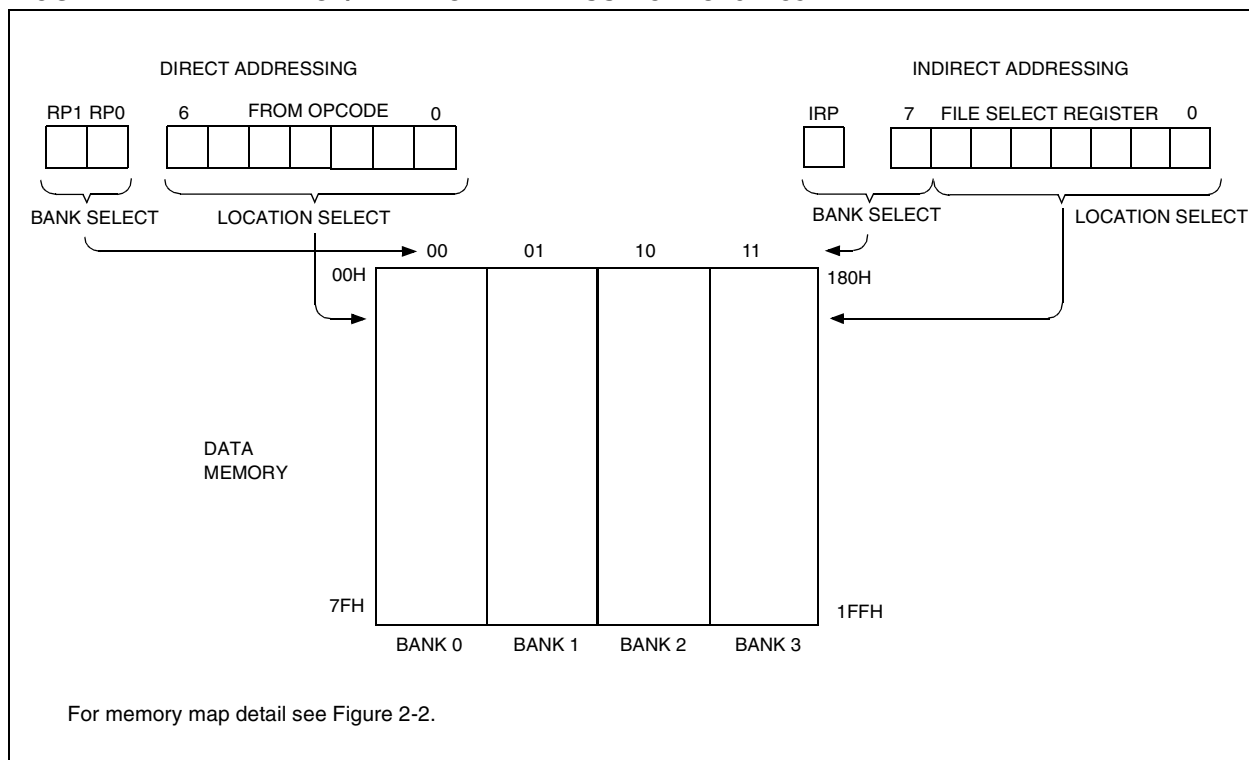 DIRECT ADDRESSING
INDIRECT ADDRESSING
RP1 RP0
6 FROM OPCODE 0
IRP
7 FILE SELECT REGISTER 0
BANK SELECT
LOCATION SELECT
BANK SELECT
LOCATION SELECT
00 01 10 11
00H
180H
DATA
MEMORY
7FH
1FFH
BANK 0 BANK 1 BANK 2 BANK 3
For memory map detail see Figure 2-2.